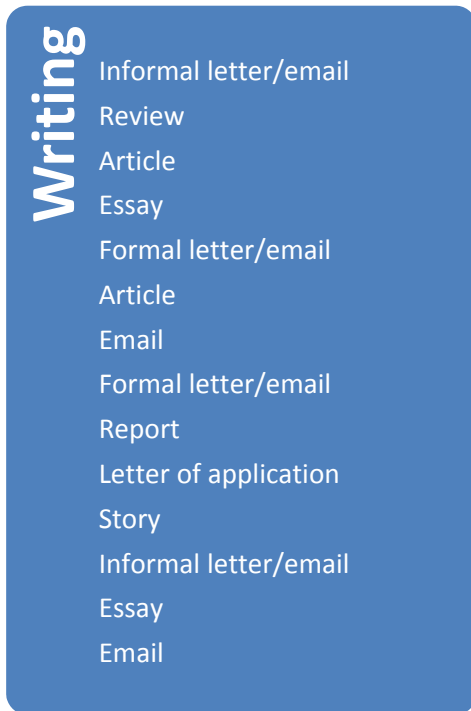 Writing
Informal letter/email
Review
Article
Essay
Formal letter/email
Article
Email
Formal letter/email
Report
Letter of application
Story
Informal letter/email
Essay
Email